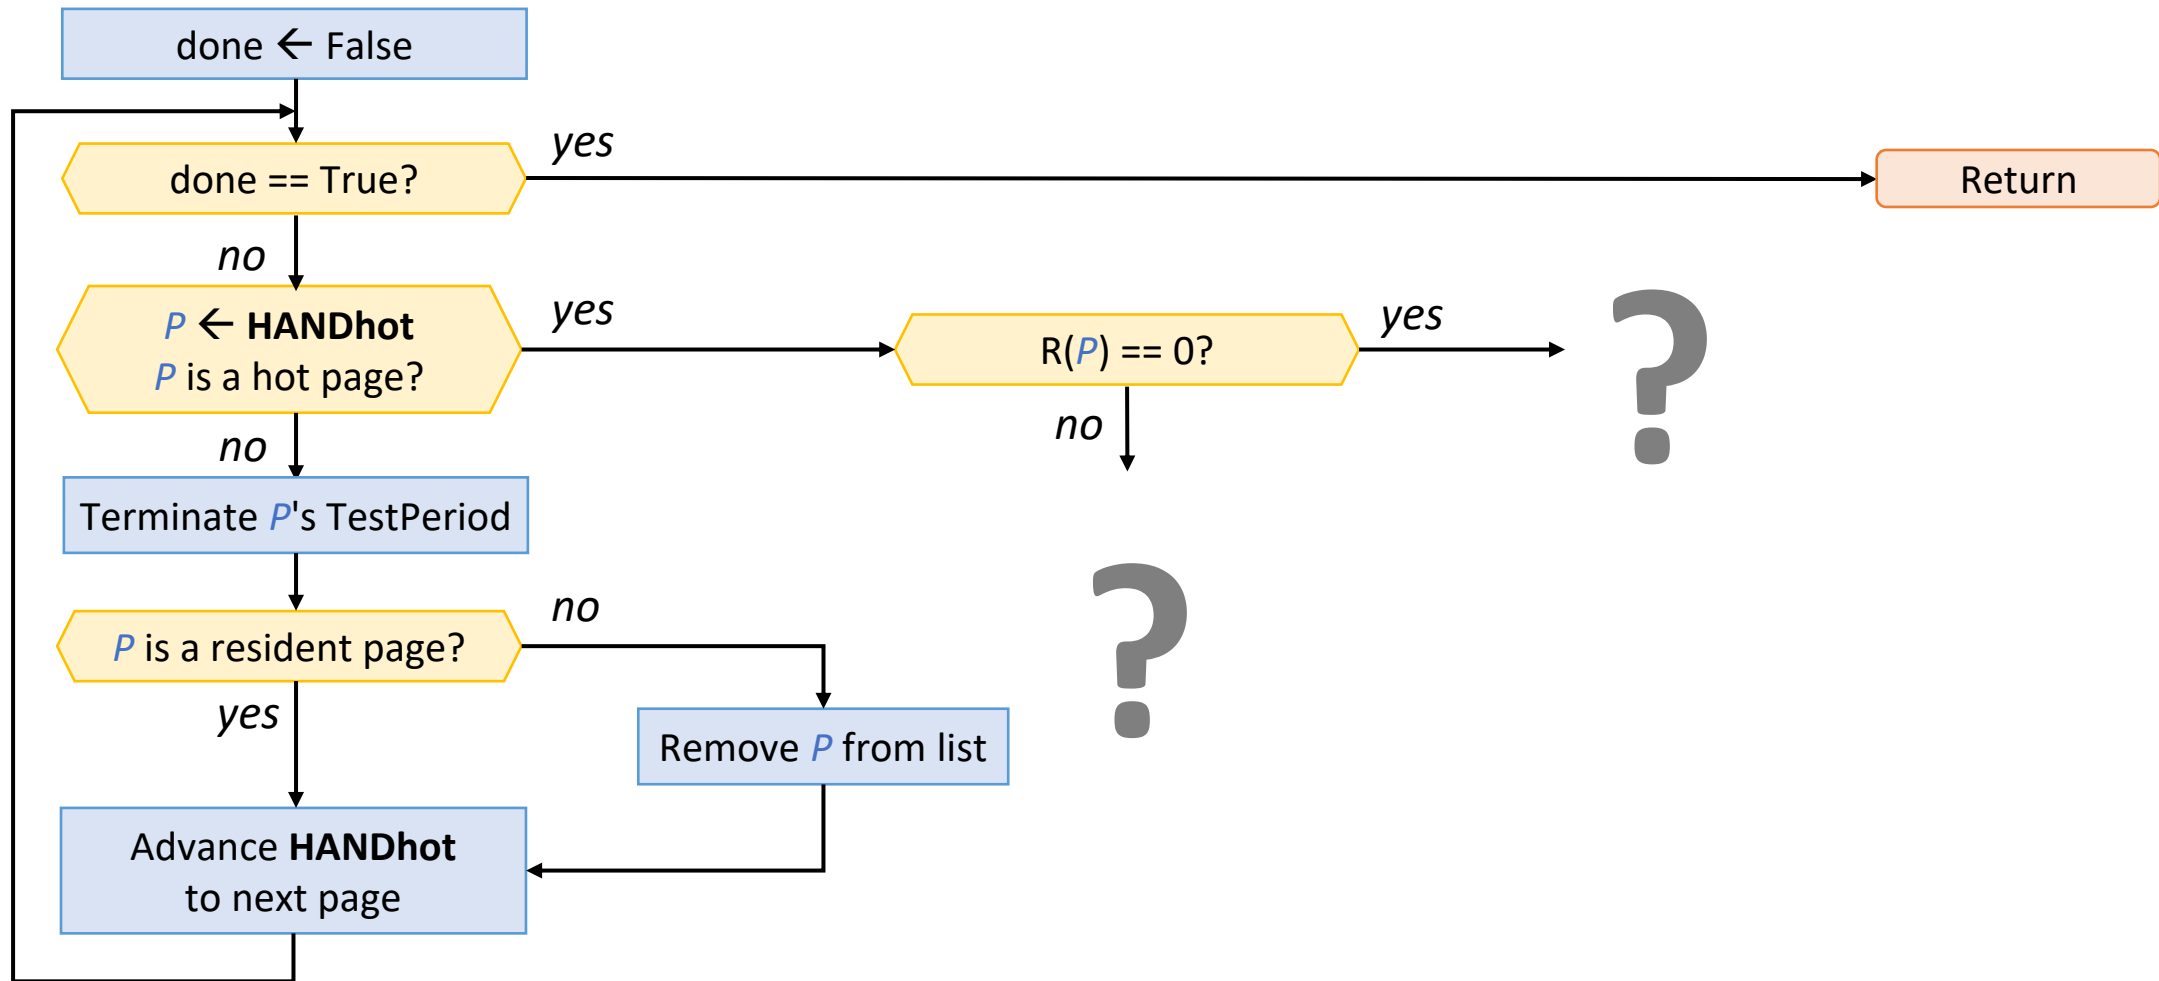 done ← False
done == True?
yes
Return
no
P ← HANDhot
P is a hot page?
yes
R(P) == 0?
yes
?
no
no
Terminate P's TestPeriod
?
P is a resident page?
no
yes
Remove P from list
Advance HANDhot
to next page